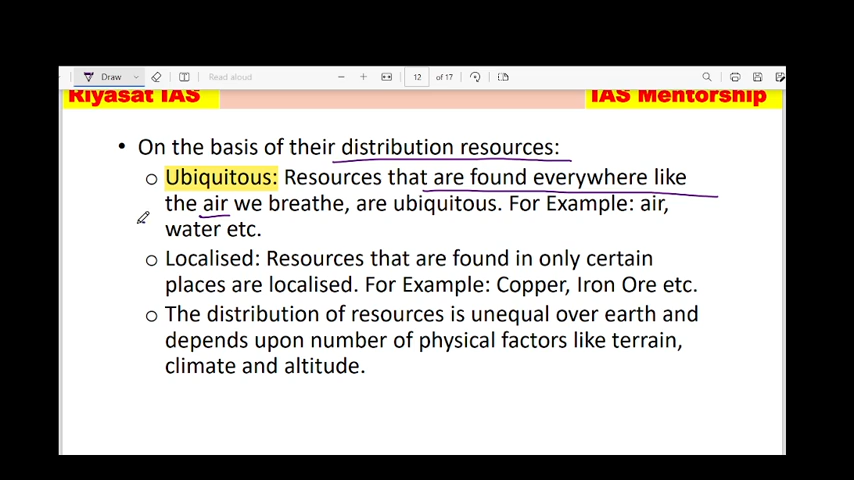 Draw
Read aloud
12 of 17
Riyasat IAS
IAS Mentorship
• On the basis of their distribution resources:
o Ubiquitous: Resources that are found everywhere like
the air we breathe, are ubiquitous. For Example: air,
water etc.
o Localised: Resources that are found in only certain
places are localised. For Example: Copper, Iron Ore etc.
o The distribution of resources is unequal over earth and
depends upon number of physical factors like terrain,
climate and altitude.